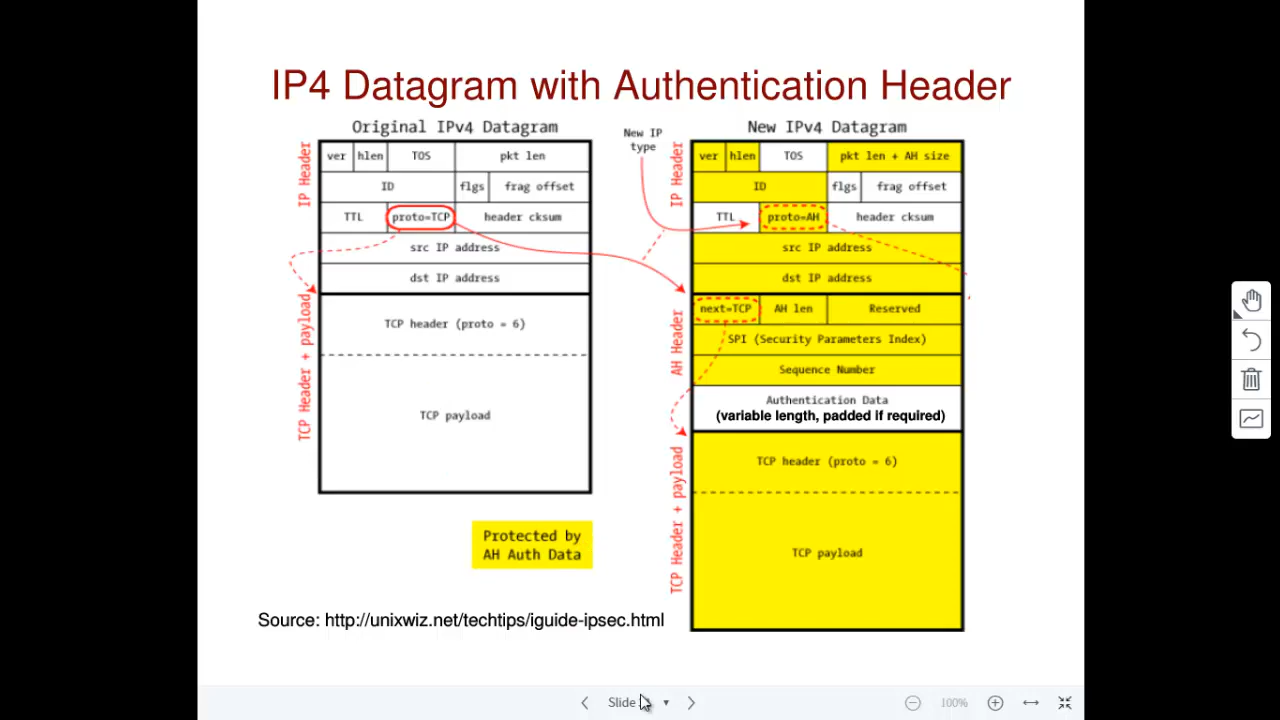 IP4 Datagram with Authentication Header
Original IPv4 Datagram
IP Header
ver hlen TOS pkt len
ID flgs frag offset
TTL proto=TCP header cksum
src IP address
dst IP address
TCP Header + payload
TCP header (proto = 6)
TCP payload
New IP
type
New IPv4 Datagram
IP Header
ver hlen TOS pkt len + AH size
ID flgs frag offset
TTL proto=AH header cksum
src IP address
dst IP address
AH Header
next=TCP AH len Reserved
SPI (Security Parameters Index)
Sequence Number
Authentication Data
(variable length, padded if required)
TCP Header + payload
TCP header (proto = 6)
TCP payload
Protected by
AH Auth Data
Source: http://unixwiz.net/techtips/iguide-ipsec.html
Slide
100%